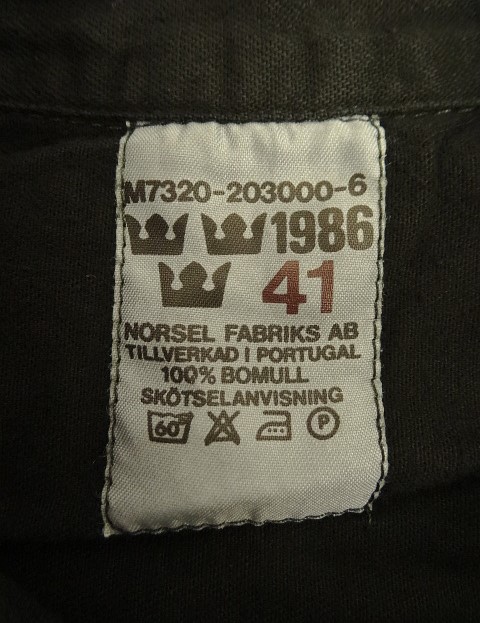 M7320-203000-6
1986
41
NORSEL FABRIKS AB
TILLVERKAD I PORTUGAL
100% BOMULL
SKÖTSELANVISNING
60° P